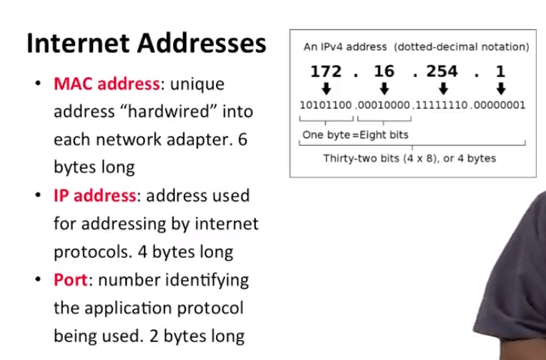 Internet Addresses
• MAC address: unique
address “hardwired” into
each network adapter. 6
bytes long
• IP address: address used
for addressing by internet
protocols. 4 bytes long
• Port: number identifying
the application protocol
being used. 2 bytes long
An IPv4 address (dotted-decimal notation)
172 . 16 . 254 . 1
10101100 .00010000 .11111110 .00000001
One byte=Eight bits
Thirty-two bits (4 x 8), or 4 bytes